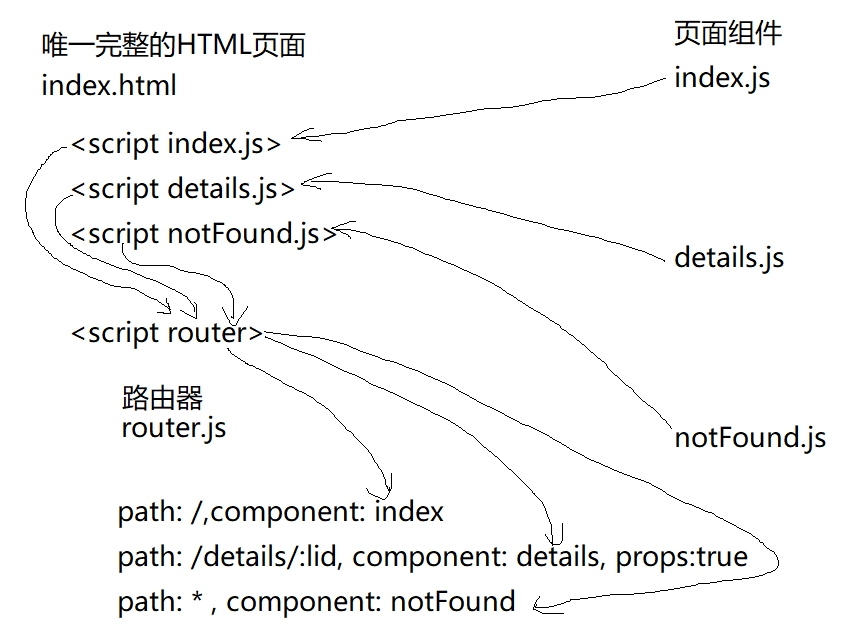 唯一完整的HTML页面
index.html
<script index.js>
<script details.js>
<script notFound.js>
<script router>
路由器
router.js
path: /,component: index
path: /details/:lid, component: details, props:true
path: * , component: notFound
页面组件
index.js
details.js
notFound.js